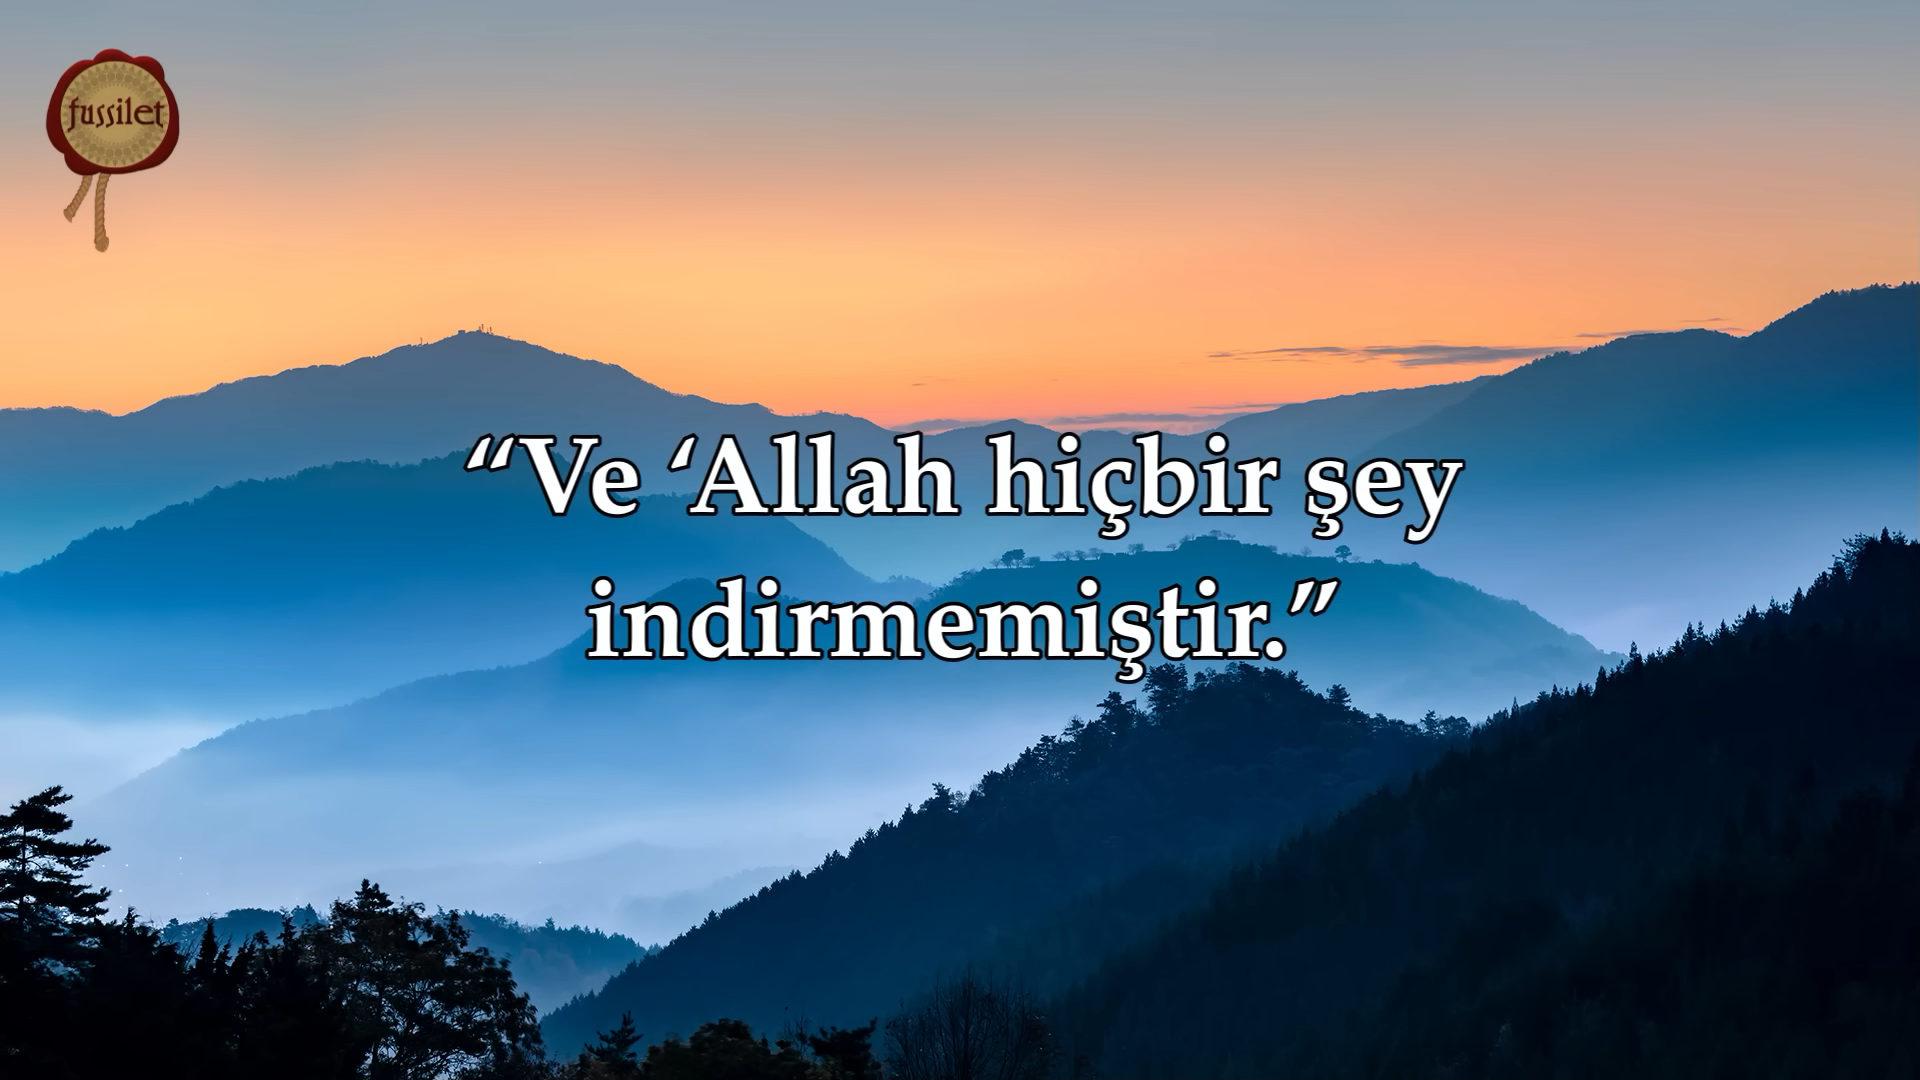 fussilet
“Ve ‘Allah hiçbir şey
indirmemiştir.”